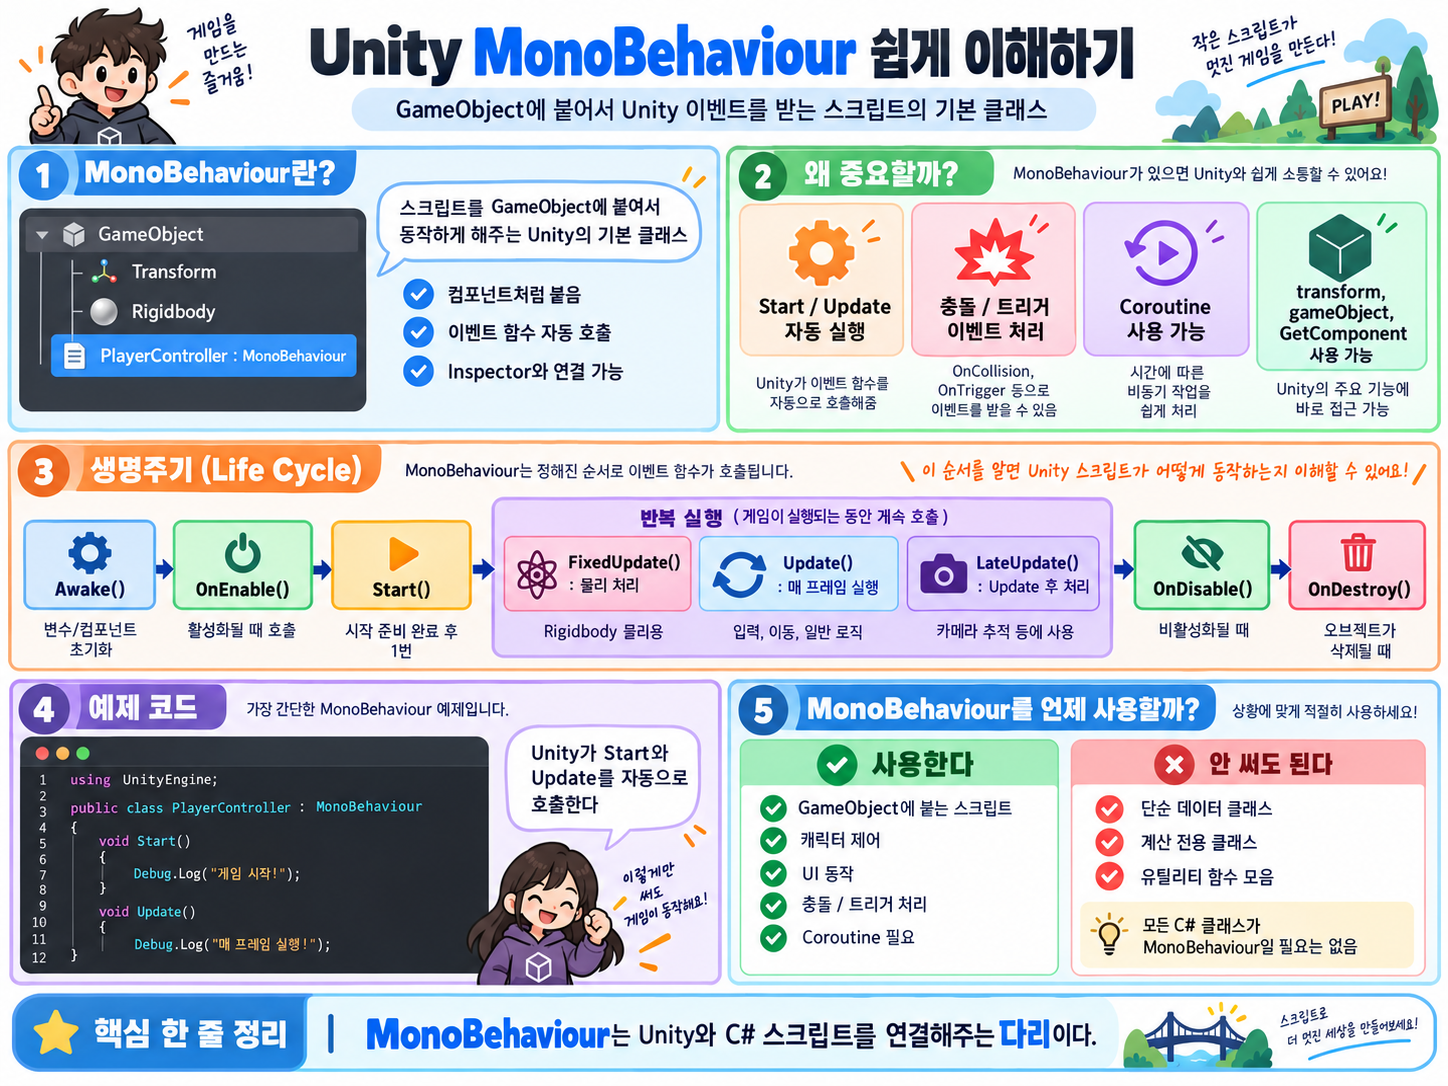 게임을
만드는
즐거움!
Unity MonoBehaviour 쉽게 이해하기
GameObject에 붙어서 Unity 이벤트를 받는 스크립트의 기본 클래스
작은 스크립트가
멋진 게임을 만든다!
PLAY!
1 MonoBehaviour란?
GameObject
Transform
Rigidbody
PlayerController : MonoBehaviour
스크립트를 GameObject에 붙여서
동작하게 해주는 Unity의 기본 클래스
컴포넌트처럼 붙음
이벤트 함수 자동 호출
Inspector와 연결 가능
2 왜 중요할까?
MonoBehaviour가 있으면 Unity와 쉽게 소통할 수 있어요!
Start / Update
자동 실행
Unity가 이벤트 함수를
자동으로 호출해줌
충돌 / 트리거
이벤트 처리
OnCollision,
OnTrigger 등으로
이벤트를 받을 수 있음
Coroutine
사용 가능
시간에 따른
비동기 작업을
쉽게 처리
transform,
gameObject,
GetComponent
사용 가능
Unity의 주요 기능에
바로 접근 가능
3 생명주기 (Life Cycle)
MonoBehaviour는 정해진 순서로 이벤트 함수가 호출됩니다.
이 순서를 알면 Unity 스크립트가 어떻게 동작하는지 이해할 수 있어요!
Awake()
변수/컴포넌트
초기화
OnEnable()
활성화될 때 호출
Start()
시작 준비 완료 후
1번
반복 실행 (게임이 실행되는 동안 계속 호출)
FixedUpdate()
: 물리 처리
Rigidbody 물리용
Update()
: 매 프레임 실행
입력, 이동, 일반 로직
LateUpdate()
: Update 후 처리
카메라 추적 등에 사용
OnDisable()
비활성화될 때
OnDestroy()
오브젝트가
삭제될 때
4 예제 코드
가장 간단한 MonoBehaviour 예제입니다.
1 using UnityEngine;
2
3 public class PlayerController : MonoBehaviour
4 {
5 void Start()
6 {
7 Debug.Log("게임 시작!");
8 }
9 void Update()
10 {
11 Debug.Log("매 프레임 실행!");
12 }
Unity가 Start와
Update를 자동으로
호출한다
이렇게만
써도
게임이 동작해요!
5 MonoBehaviour를 언제 사용할까?
상황에 맞게 적절히 사용하세요!
사용한다
GameObject에 붙는 스크립트
캐릭터 제어
UI 동작
충돌 / 트리거 처리
Coroutine 필요
안 써도 된다
단순 데이터 클래스
계산 전용 클래스
유틸리티 함수 모음
모든 C# 클래스가
MonoBehaviour일 필요는 없음
핵심 한 줄 정리
MonoBehaviour는 Unity와 C# 스크립트를 연결해주는 다리이다.
스크립트로
더 멋진 세상을 만들어보세요!